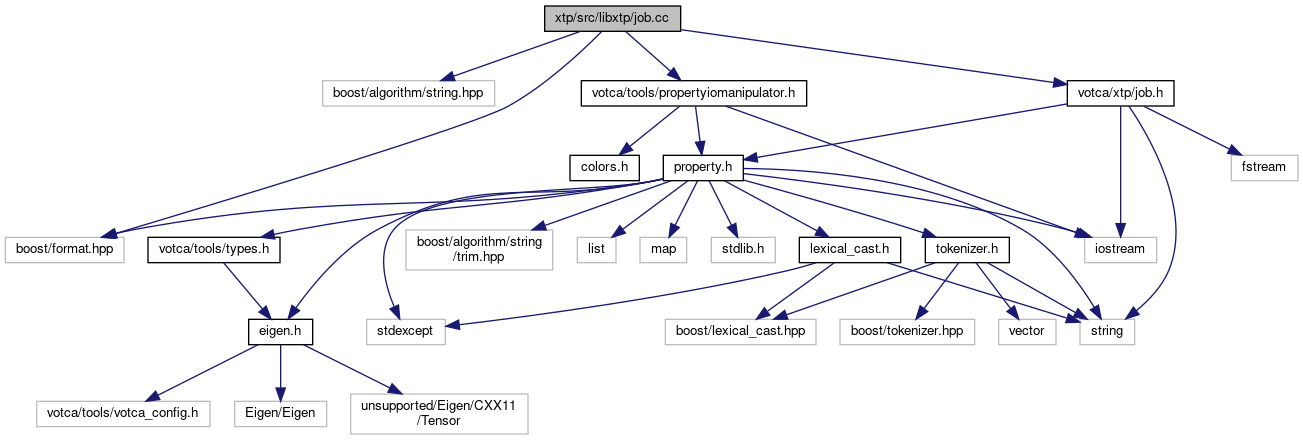 xtp/src/libxtp/job.cc
boost/algorithm/string.hpp
votca/tools/propertyiomanipulator.h
votca/xtp/job.h
colors.h
property.h
fstream
boost/format.hpp
votca/tools/types.h
boost/algorithm/string
/trim.hpp
list
map
stdlib.h
lexical_cast.h
tokenizer.h
iostream
eigen.h
stdexcept
boost/lexical_cast.hpp
boost/tokenizer.hpp
vector
string
votca/tools/votca_config.h
Eigen/Eigen
unsupported/Eigen/CXX11
/Tensor